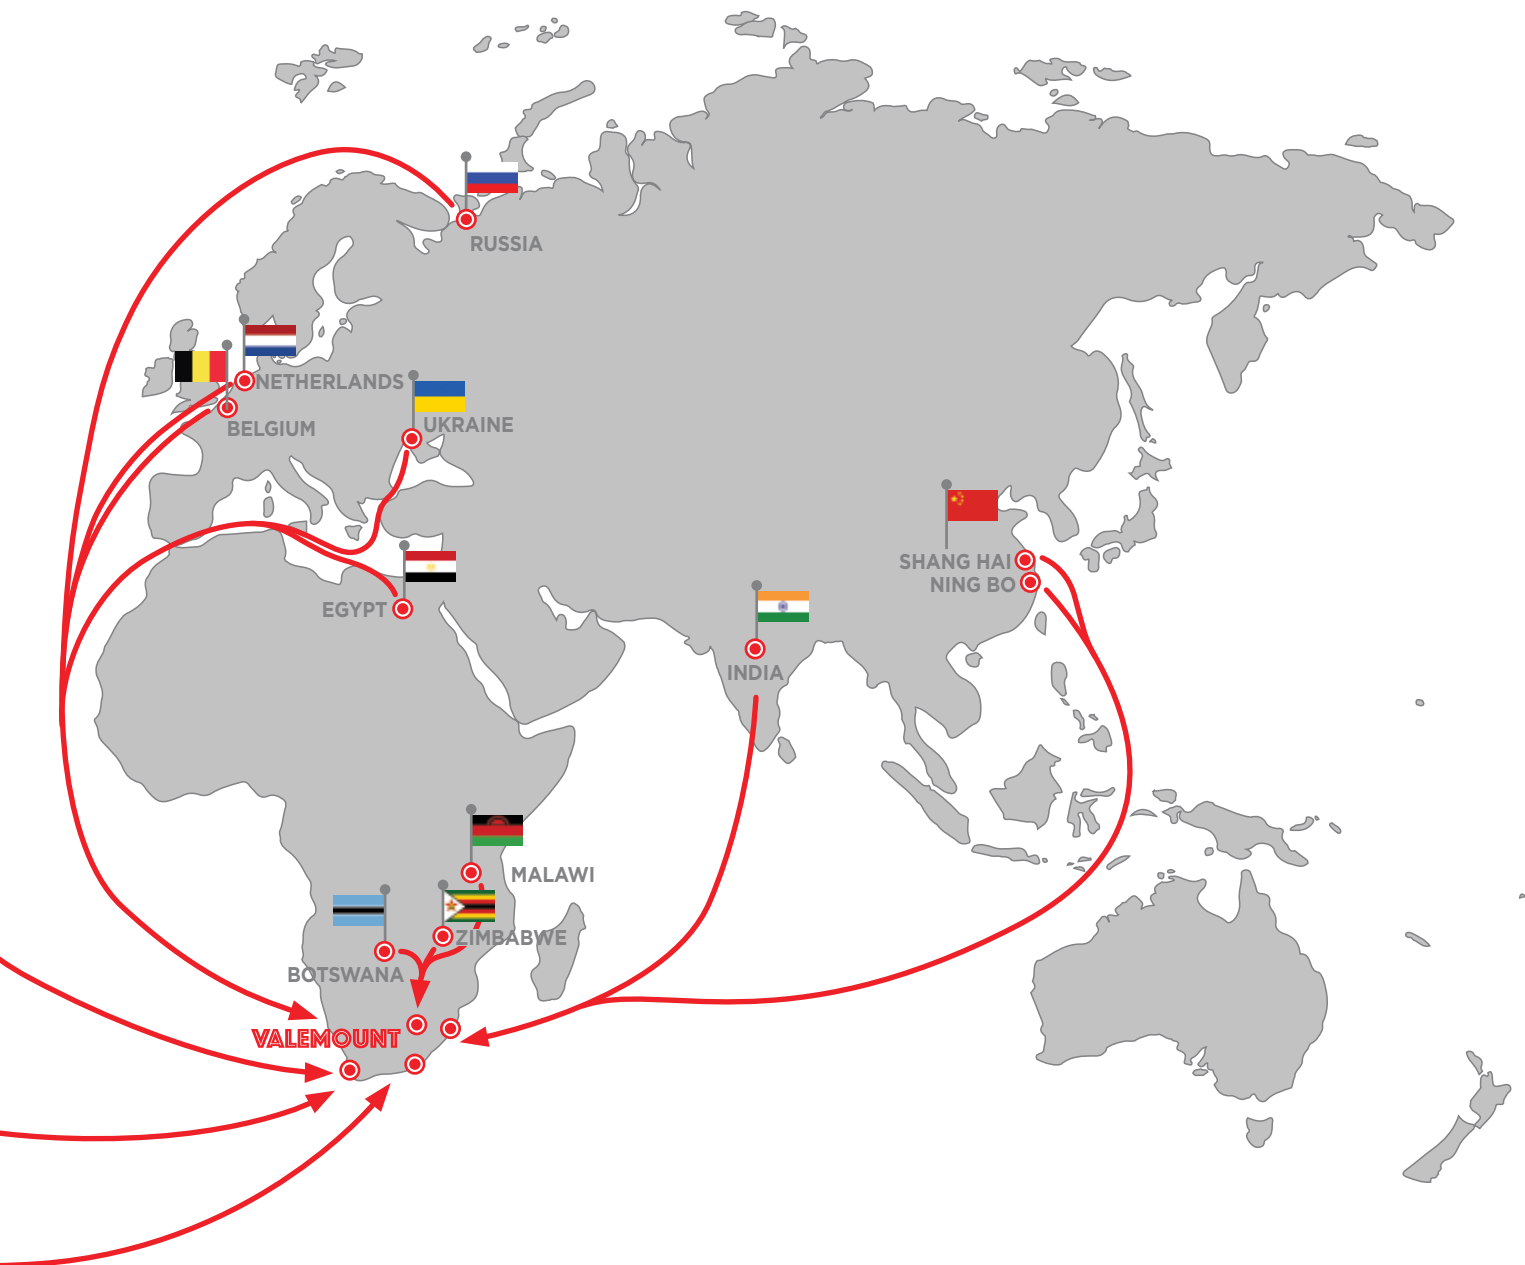 RUSSIA
NETHERLANDS
UKRAINE
BELGIUM
SHANG HAI
NING BO
EGYPT
INDIA
MALAWI
ZIMBABWE
BOTSWANA
VALEMOUNT